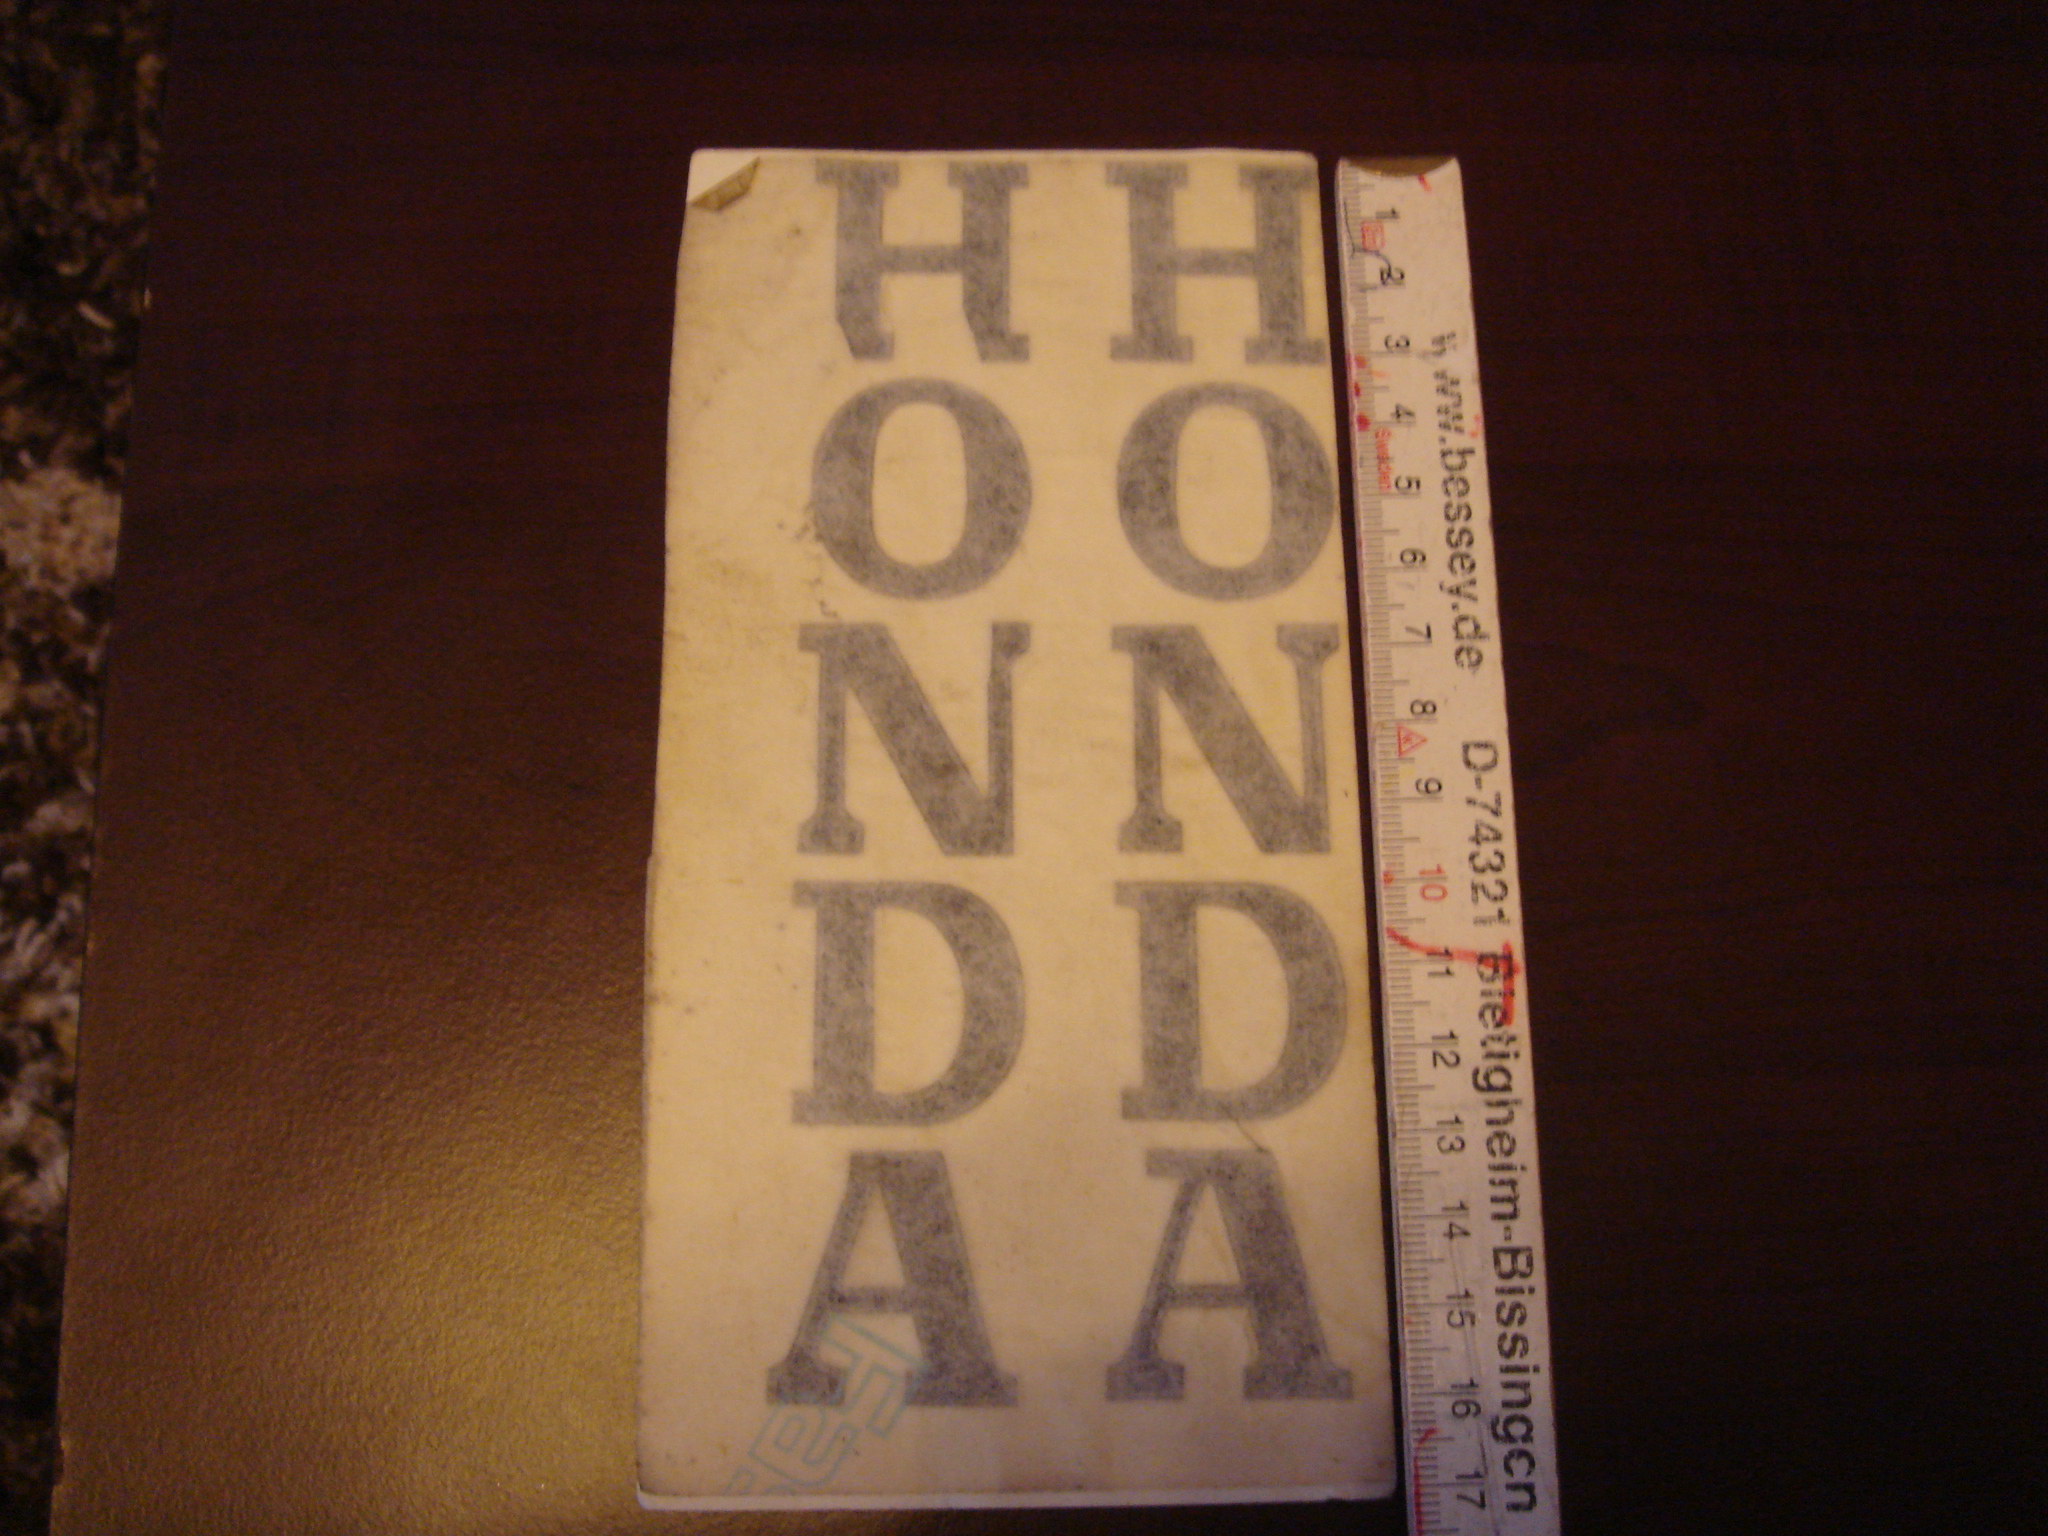 H H
O O
N N
D D
A A
www.bessey.de D-74321 Bietigheim-Bissingen
1 2 3 4 5 6 7 8 9 10 11 12 13 14 15 16 17
Sweden